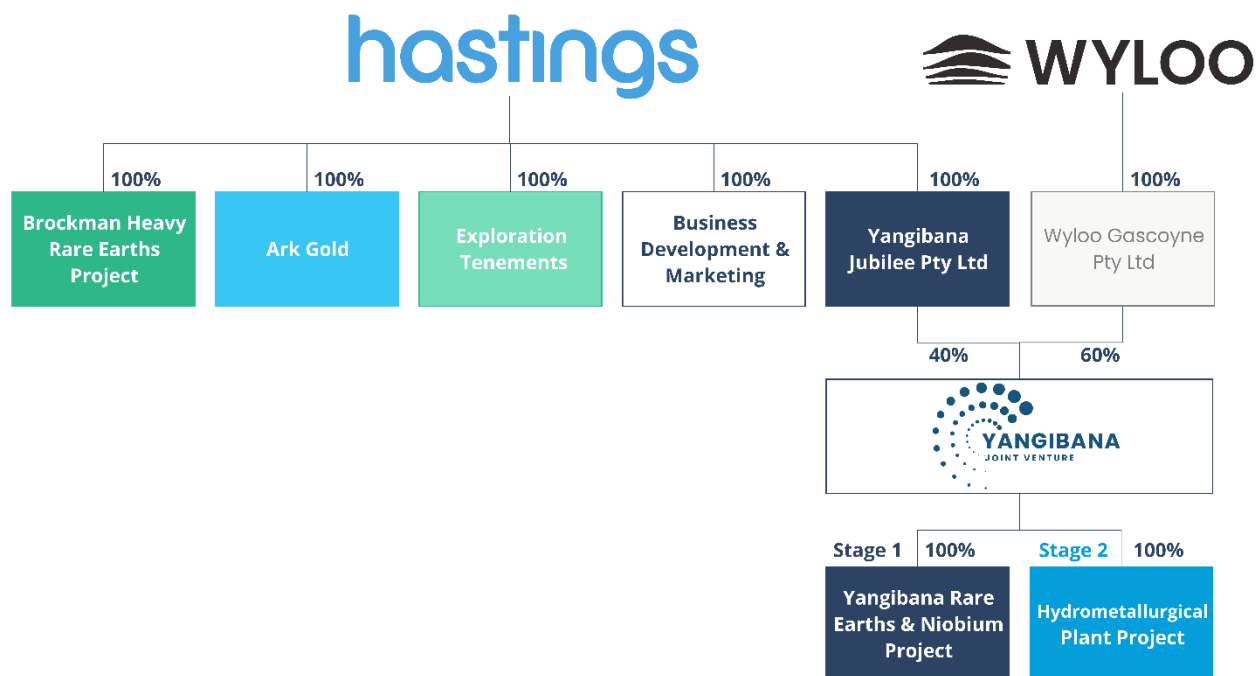 hastings
WYLOO
100%
100%
100%
100%
100%
100%
Brockman Heavy
Rare Earths
Project
Ark Gold
Exploration
Tenements
Business
Development &
Marketing
Yangibana
Jubilee Pty Ltd
Wyloo Gascoyne
Pty Ltd
40%
60%
YANGIBANA
JOINT VENTURE
Stage 1
100%
Stage 2
100%
Yangibana Rare
Earths & Niobium
Project
Hydrometallurgical
Plant Project